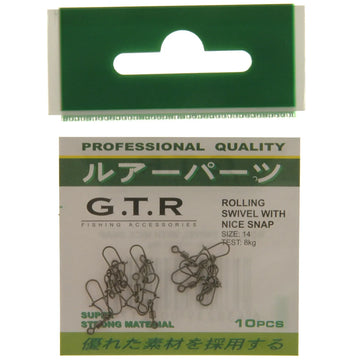 PROFESSIONAL QUALITY
ルアーパーツ
G.T.R
FISHING ACCESSORIES
ROLLING
SWIVEL WITH
NICE SNAP
SIZE: 14
TEST: 8kg
SUPER
STRONG MATERIAL
10PCS
優れた素材を採用する